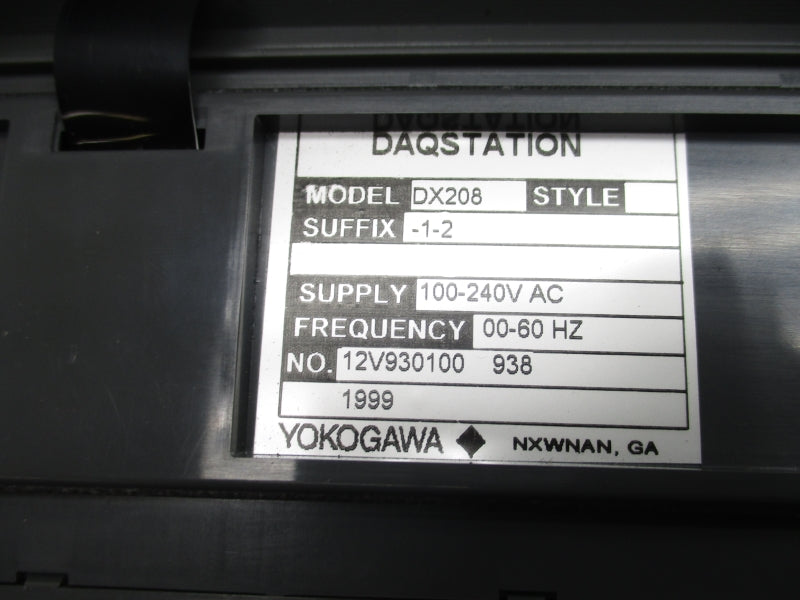 DAQSTATION
MODEL DX208 STYLE
SUFFIX -1-2
SUPPLY 100-240V AC
FREQUENCY 00-60 HZ
NO. 12V930100 938
1999
YOKOGAWA ◆ NXWNAN, GA